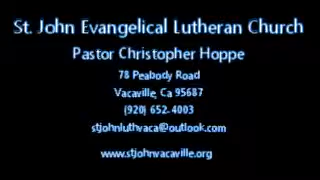 St. John Evangelical Lutheran Church
Pastor Christopher Hoppe
78 Peabody Road
Vacaville, Ca 95687
(920) 652-4003
stjohnluthvaca@outlook.com
www.stjohnvacaville.org